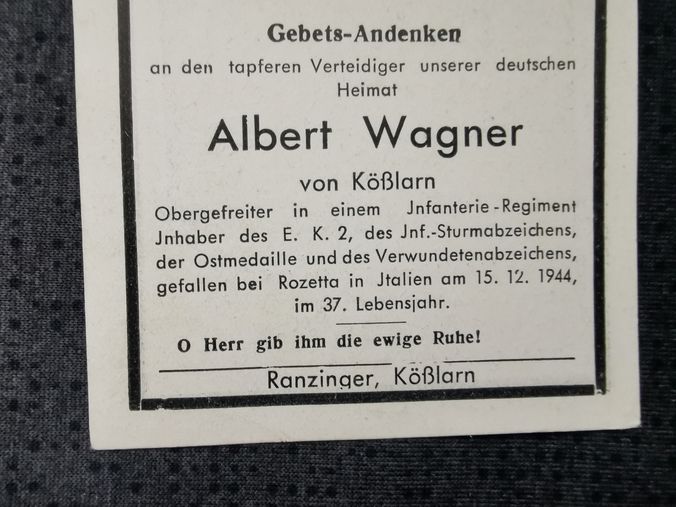 Gebets-Andenken
an den tapferen Verteidiger unserer deutschen
Heimat
Albert Wagner
von Kößlarn
Obergefreiter in einem Jnfanterie-Regiment
Jnhaber des E. K. 2, des Jnf.-Sturmabzeichens,
der Ostmedaille und des Verwundetenabzeichens,
gefallen bei Rozetta in Jtalien am 15. 12. 1944,
im 37. Lebensjahr.
O Herr gib ihm die ewige Ruhe!
Ranzinger, Kößlarn